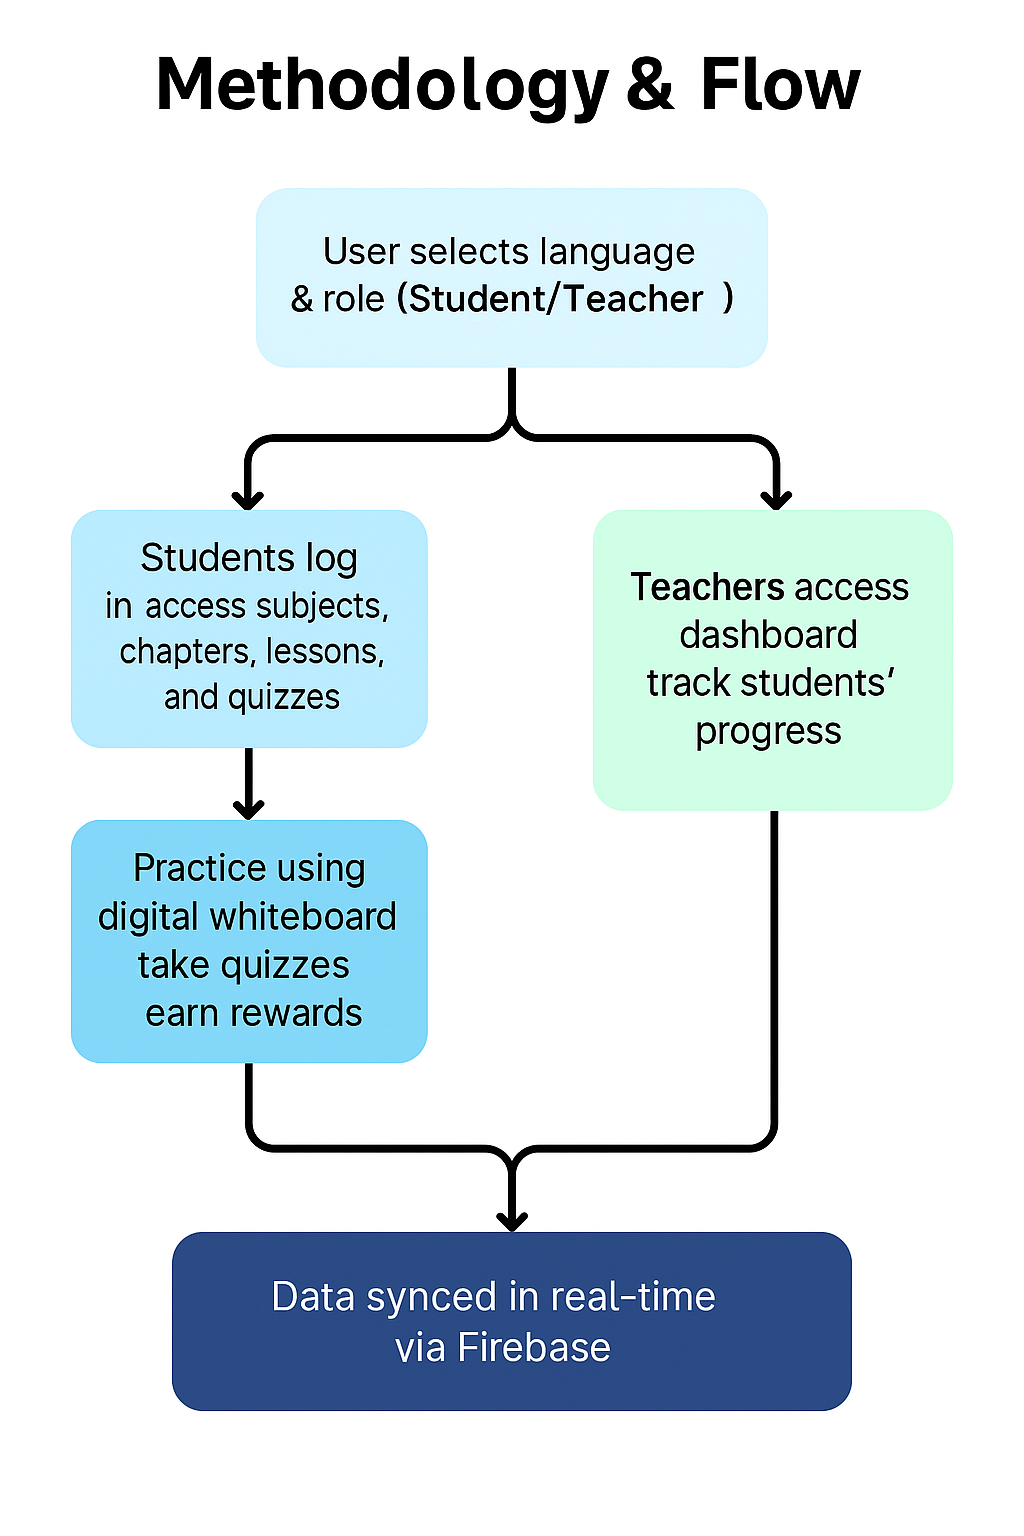 Methodology & Flow
User selects language
& role (Student/Teacher )
Students log
in access subjects,
chapters, lessons,
and quizzes
Teachers access
dashboard
track students’
progress
Practice using
digital whiteboard
take quizzes
earn rewards
Data synced in real-time
via Firebase